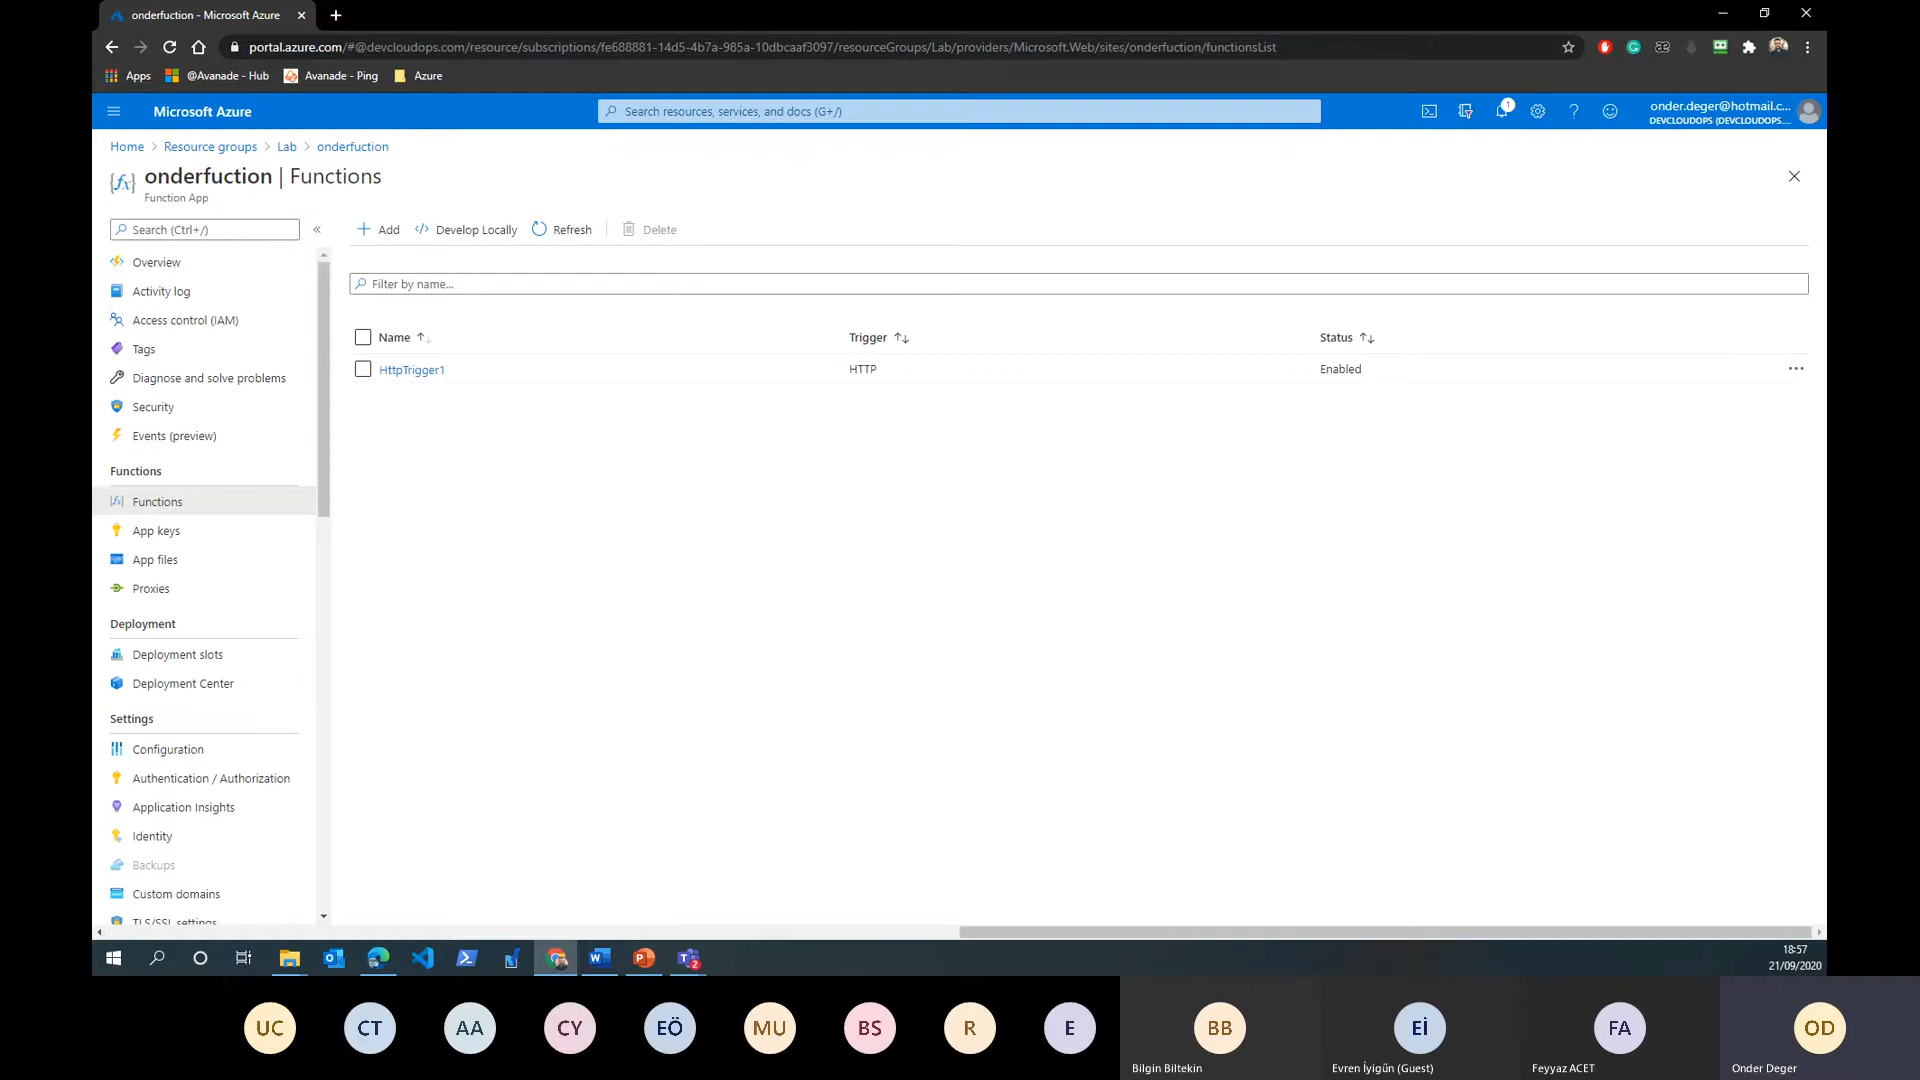 onderfuction - Microsoft Azure
portal.azure.com/#@devcloudops.com/resource/subscriptions/fe688881-14d5-4b7a-985a-10dbcaaf3097/resourceGroups/Lab/providers/Microsoft.Web/sites/onderfuction/functionsList
Apps @Avanade - Hub Avanade - Ping Azure
Microsoft Azure
Search resources, services, and docs (G+/)
1
onder.deger@hotmail.c...
DEVCLOUDOPS (DEVCLOUDOPS....
Home > Resource groups > Lab > onderfuction
onderfuction | Functions
Function App
Search (Ctrl+/)
«
Add
Develop Locally
Refresh
Delete
Filter by name...
Name
Trigger
Status
HttpTrigger1
HTTP
Enabled
Overview
Activity log
Access control (IAM)
Tags
Diagnose and solve problems
Security
Events (preview)
Functions
Functions
App keys
App files
Proxies
Deployment
Deployment slots
Deployment Center
Settings
Configuration
Authentication / Authorization
Application Insights
Identity
Backups
Custom domains
TLS/SSL settings
18:57
21/09/2020
UC
CT
AA
CY
EÖ
MU
BS
R
E
BB
Eİ
FA
OD
Bilgin Biltekin
Evren İyigün (Guest)
Feyyaz ACET
Onder Deger